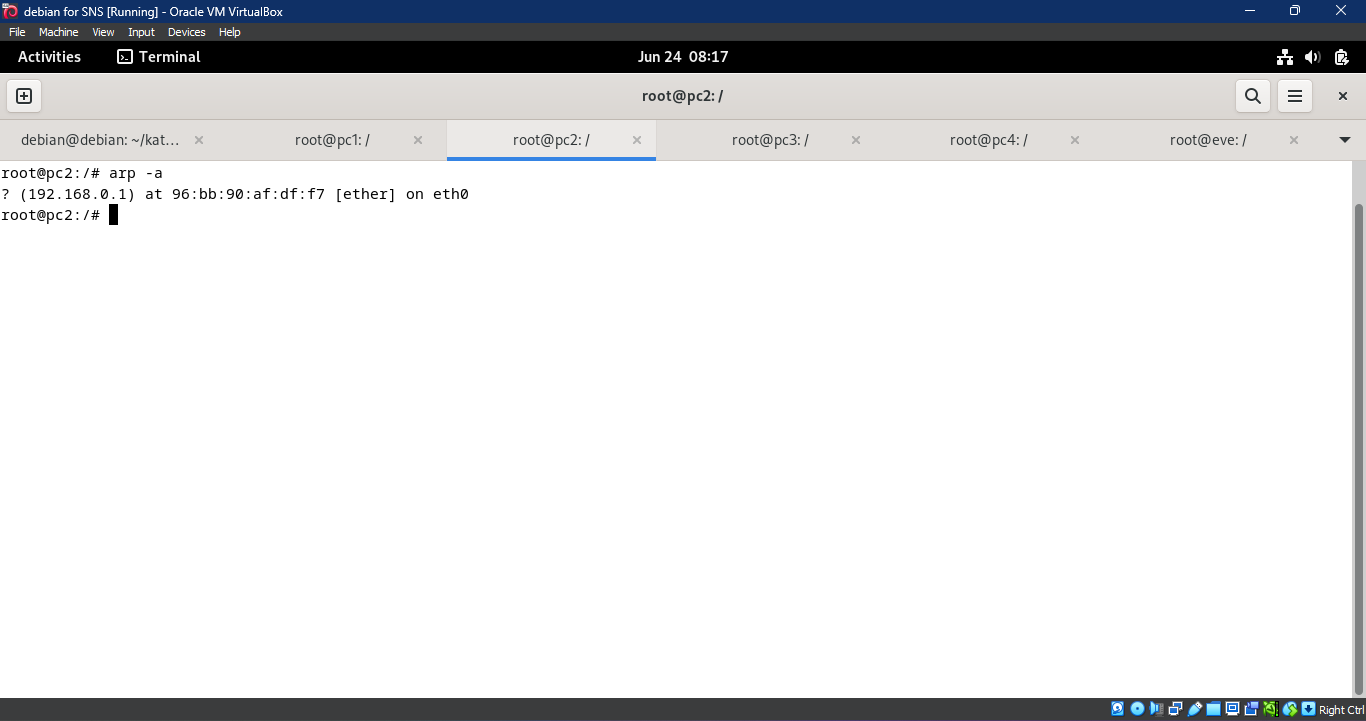 debian for SNS [Running] - Oracle VM VirtualBox
File Machine View Input Devices Help
Activities Terminal Jun 24 08:17
root@pc2: /
debian@debian: ~/kat... root@pc1: / root@pc2: / root@pc3: / root@pc4: / root@eve: /
root@pc2:/# arp -a
? (192.168.0.1) at 96:bb:90:af:df:f7 [ether] on eth0
root@pc2:/#
Right Ctrl